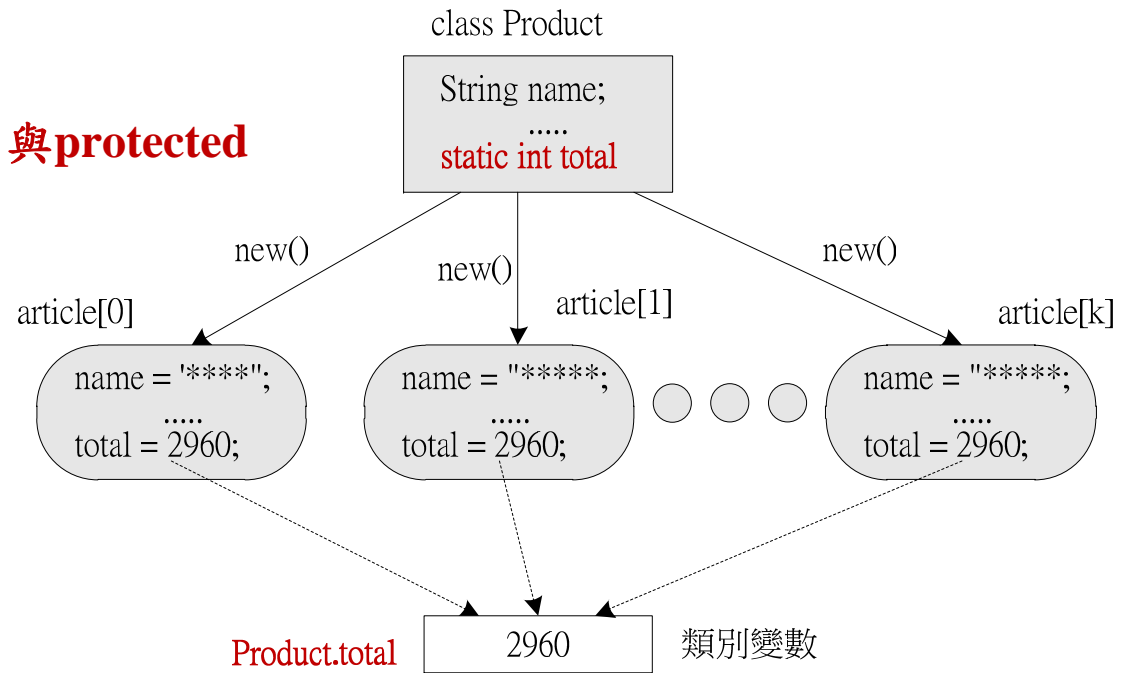 class Product
String name;
.....
static int total
與protected
new()
new()
new()
article[0]
article[1]
article[k]
name = '****";
.....
total = 2960;
name = "*****;
.....
total = 2960;
name = "*****;
.....
total = 2960;
Product.total
2960
類別變數